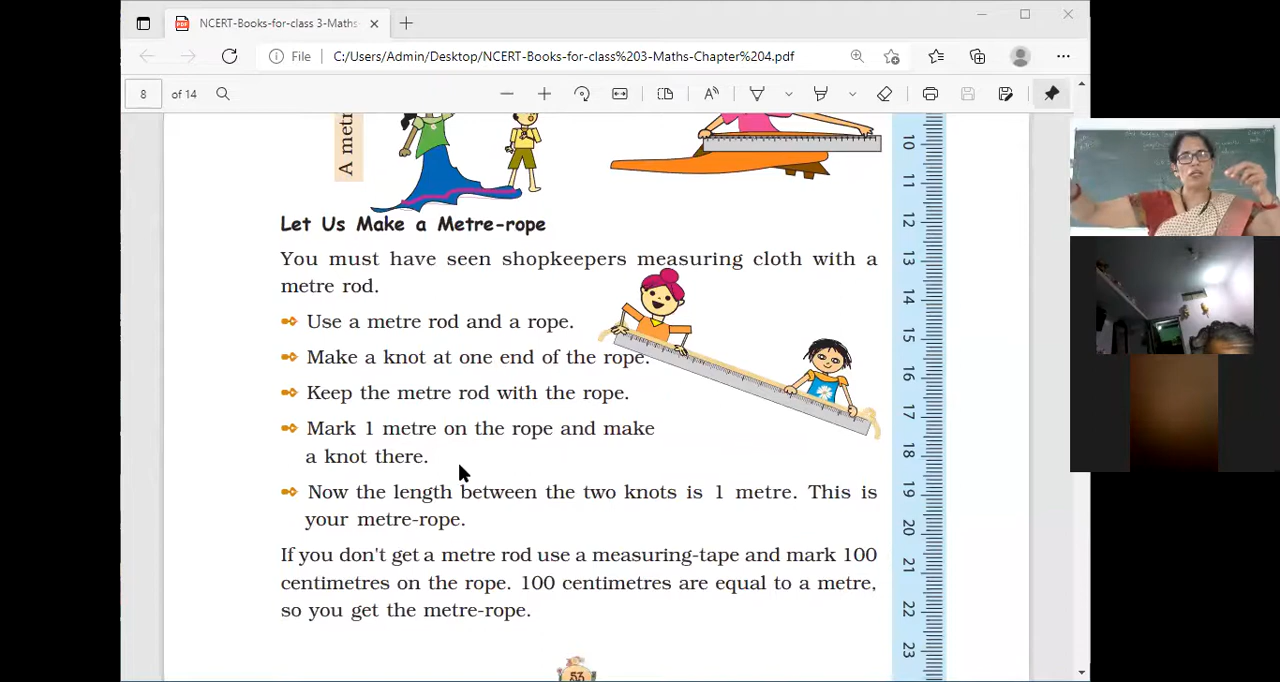 NCERT-Books-for-class 3-Maths-
File C:/Users/Admin/Desktop/NCERT-Books-for-class%203-Maths-Chapter%204.pdf
8 of 14
A metr
Let Us Make a Metre-rope
You must have seen shopkeepers measuring cloth with a
metre rod.
Use a metre rod and a rope.
Make a knot at one end of the rope.
Keep the metre rod with the rope.
Mark 1 metre on the rope and make
a knot there.
Now the length between the two knots is 1 metre. This is
your metre-rope.
If you don't get a metre rod use a measuring-tape and mark 100
centimetres on the rope. 100 centimetres are equal to a metre,
so you get the metre-rope.
53
10
11
12
13
14
15
16
17
18
19
20
21
22
23